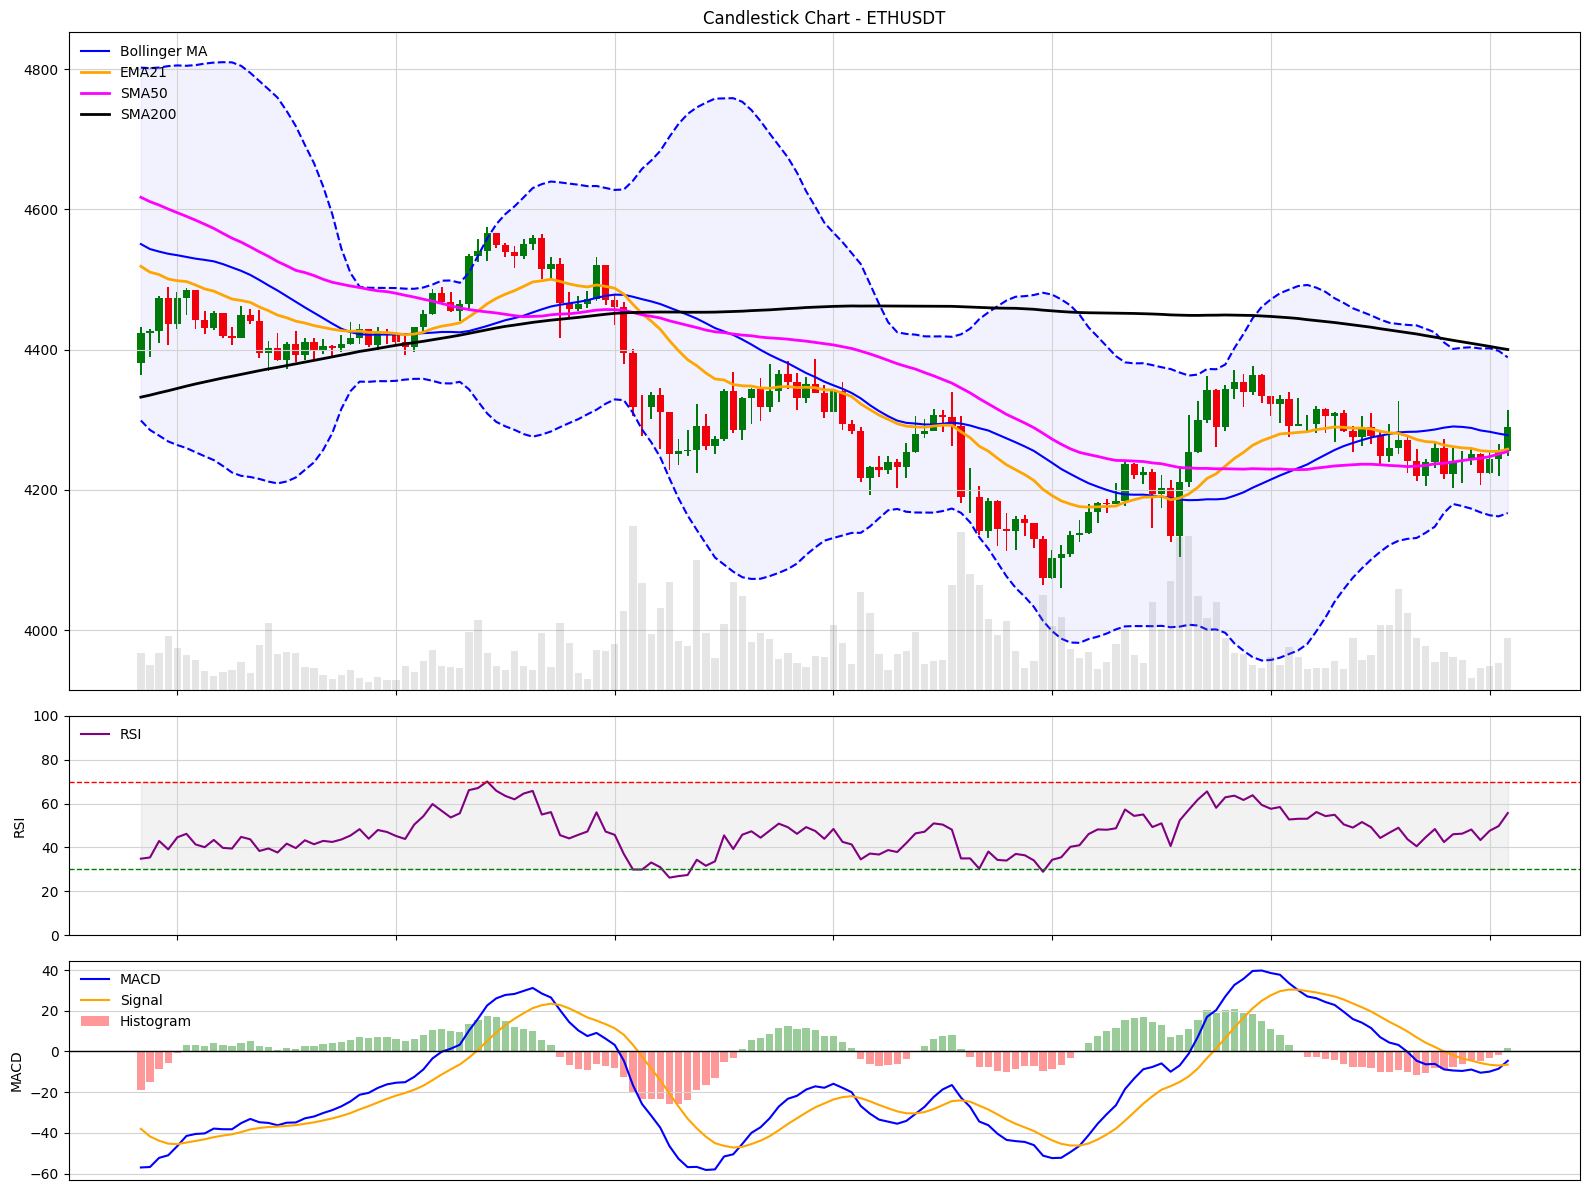 Candlestick Chart - ETHUSDT
Bollinger MA
EMA21
SMA50
SMA200
4800
4600
4400
4200
4000
RSI
100
80
60
40
20
0
RSI
MACD
Signal
Histogram
40
20
0
−20
−40
−60
MACD